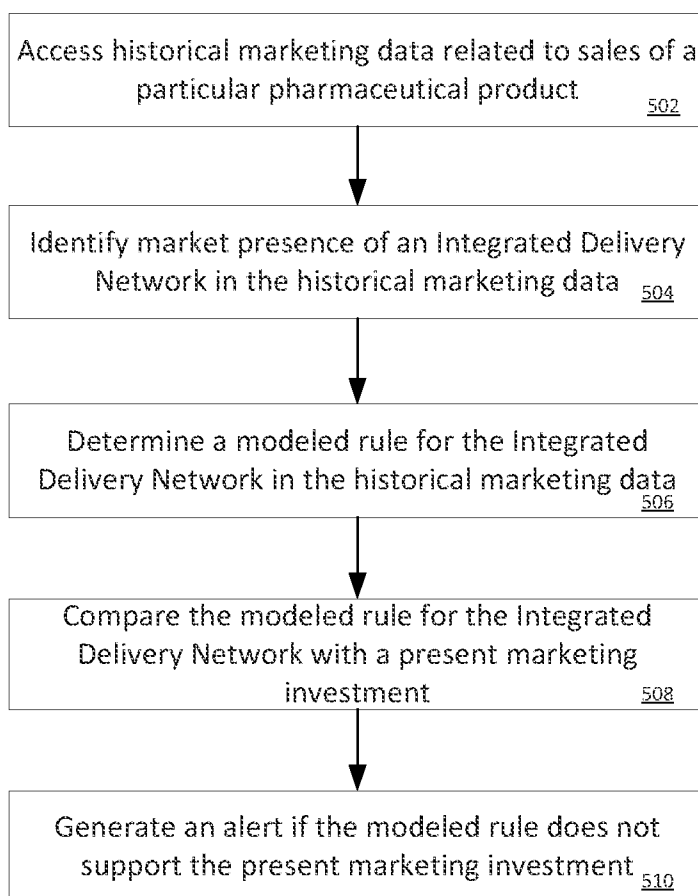 Access historical marketing data related to sales of a
particular pharmaceutical product
502
Identify market presence of an Integrated Delivery
Network in the historical marketing data
504
Determine a modeled rule for the Integrated
Delivery Network in the historical marketing data
506
Compare the modeled rule for the Integrated
Delivery Network with a present marketing
investment
508
Generate an alert if the modeled rule does not
support the present marketing investment
510